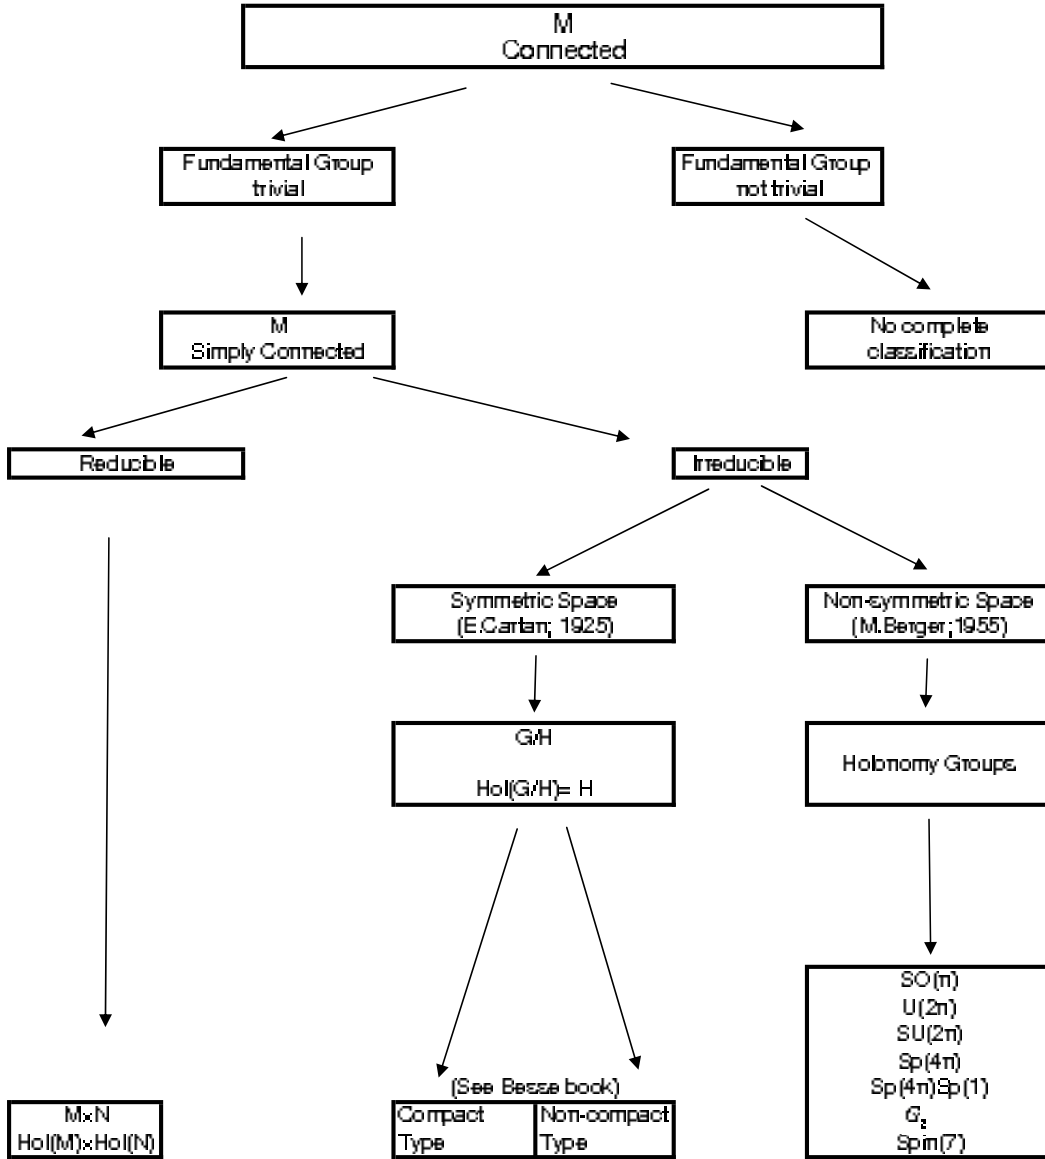 M
Connected
Fundamental Group
trivial
Fundamental Group
not trivial
M
Simply Connected
No complete
classification
Reducible
Irreducible
Symmetric Space
(E.Cartan; 1925)
Non-symmetric Space
(M.Berger;1955)
G/H
Hol(G/H)= H
Holonomy Groups
SO(n)
U(2n)
SU(2n)
Sp(4n)
Sp(4n)Sp(1)
G₂
Spin(7)
(See Besse book)
Compact
Type
Non-compact
Type
M×N
Hol(M)×Hol(N)